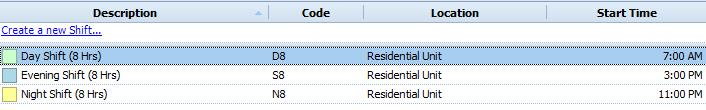 Description Code Location Start Time
Create a new Shift...
Day Shift (8 Hrs) D8 Residential Unit 7:00 AM
Evening Shift (8 Hrs) S8 Residential Unit 3:00 PM
Night Shift (8 Hrs) N8 Residential Unit 11:00 PM